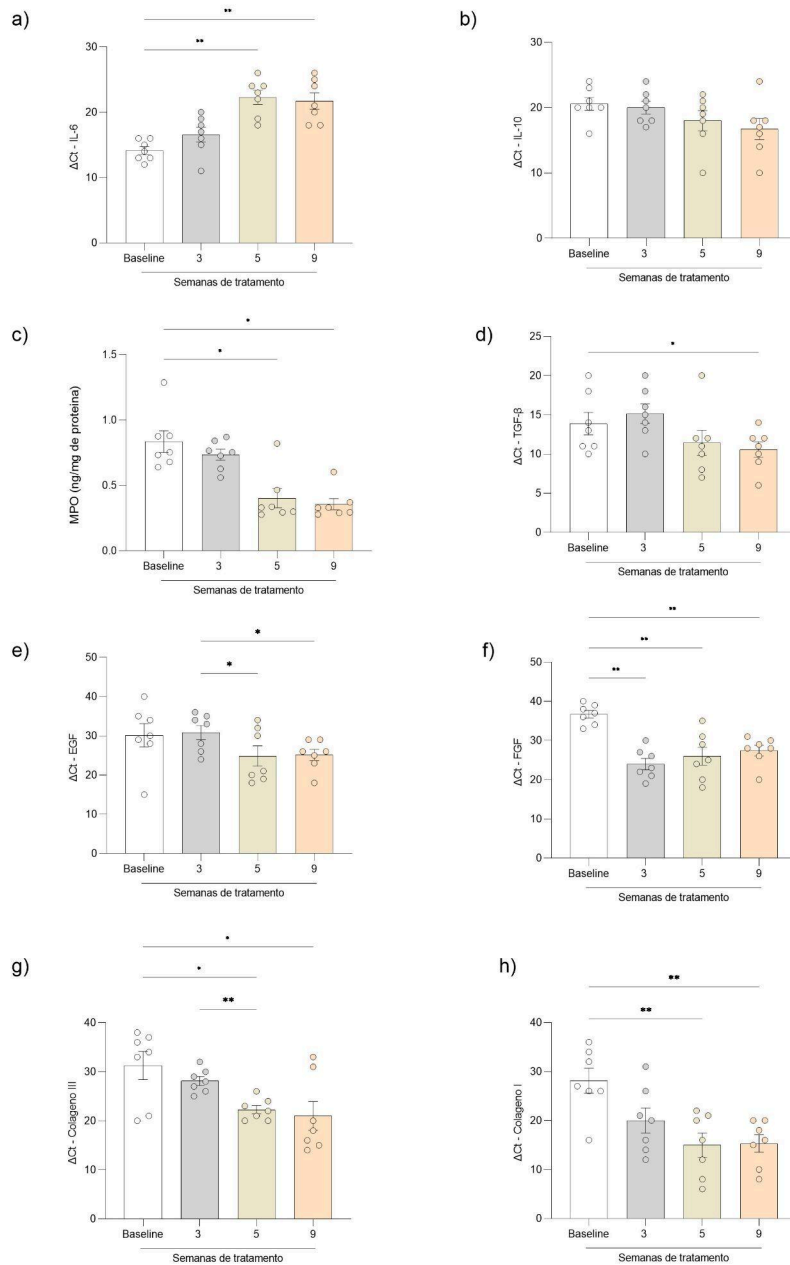 a)
**
**
ΔCt - IL-6
30
20
10
0
Baseline 3 5 9
Semanas de tratamento
b)
ΔCt - IL-10
30
20
10
0
Baseline 3 5 9
Semanas de tratamento
c)
*
*
MPO (ng/mg de proteina)
1.5
1.0
0.5
0.0
Baseline 3 5 9
Semanas de tratamento
d)
*
ΔCt - TGF-β
25
20
15
10
5
0
Baseline 3 5 9
Semanas de tratamento
e)
*
*
ΔCt - EGF
50
40
30
20
10
0
Baseline 3 5 9
Semanas de tratamento
f)
**
**
**
ΔCt - FGF
50
40
30
20
10
0
Baseline 3 5 9
Semanas de tratamento
g)
*
*
**
ΔCt - Colageno III
40
30
20
10
0
Baseline 3 5 9
Semanas de tratamento
h)
**
**
ΔCt - Colageno I
40
30
20
10
0
Baseline 3 5 9
Semanas de tratamento